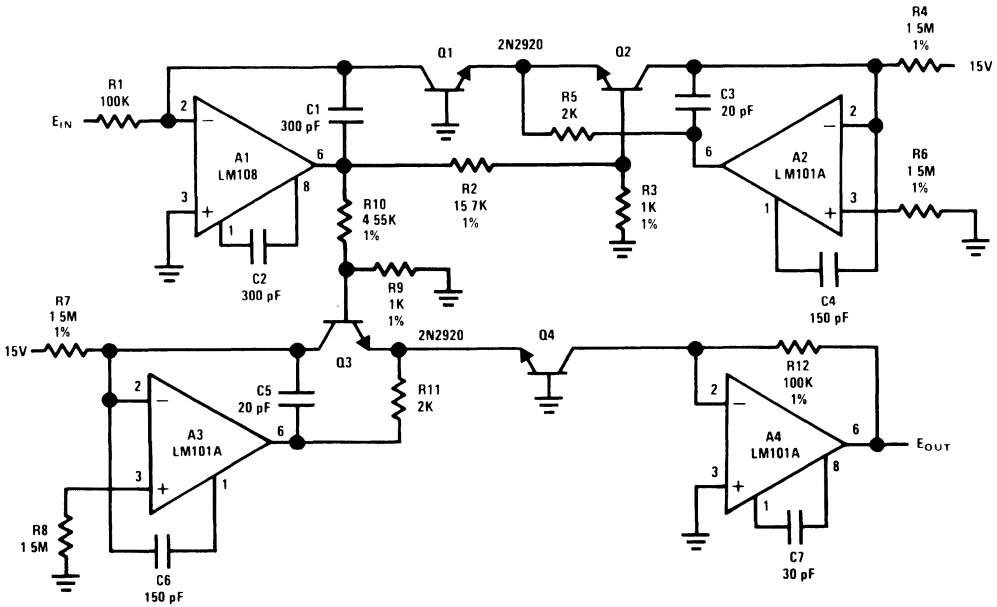 R4
1 5M
1%
15V
Q1
2N2920
Q2
R1
100K
E IN
2
−
A1
LM108
3
+
1
8
6
C1
300 pF
C2
300 pF
R5
2K
C3
20 pF
6
2
−
A2
LM101A
1
+
3
R6
1 5M
1%
C4
150 pF
R2
15 7K
1%
R3
1K
1%
R10
4 55K
1%
R9
1K
1%
R7
1 5M
1%
15V
Q3
2N2920
Q4
2
−
A3
LM101A
3
+
1
6
C5
20 pF
R11
2K
R8
1 5M
C6
150 pF
R12
100K
1%
2
−
A4
LM101A
3
+
1
8
6
E OUT
C7
30 pF